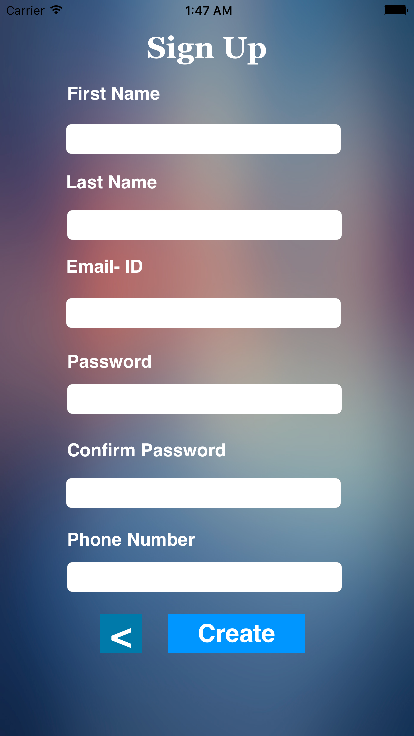 Carrier 1:47 AM
Sign Up
First Name
Last Name
Email- ID
Password
Confirm Password
Phone Number
< Create